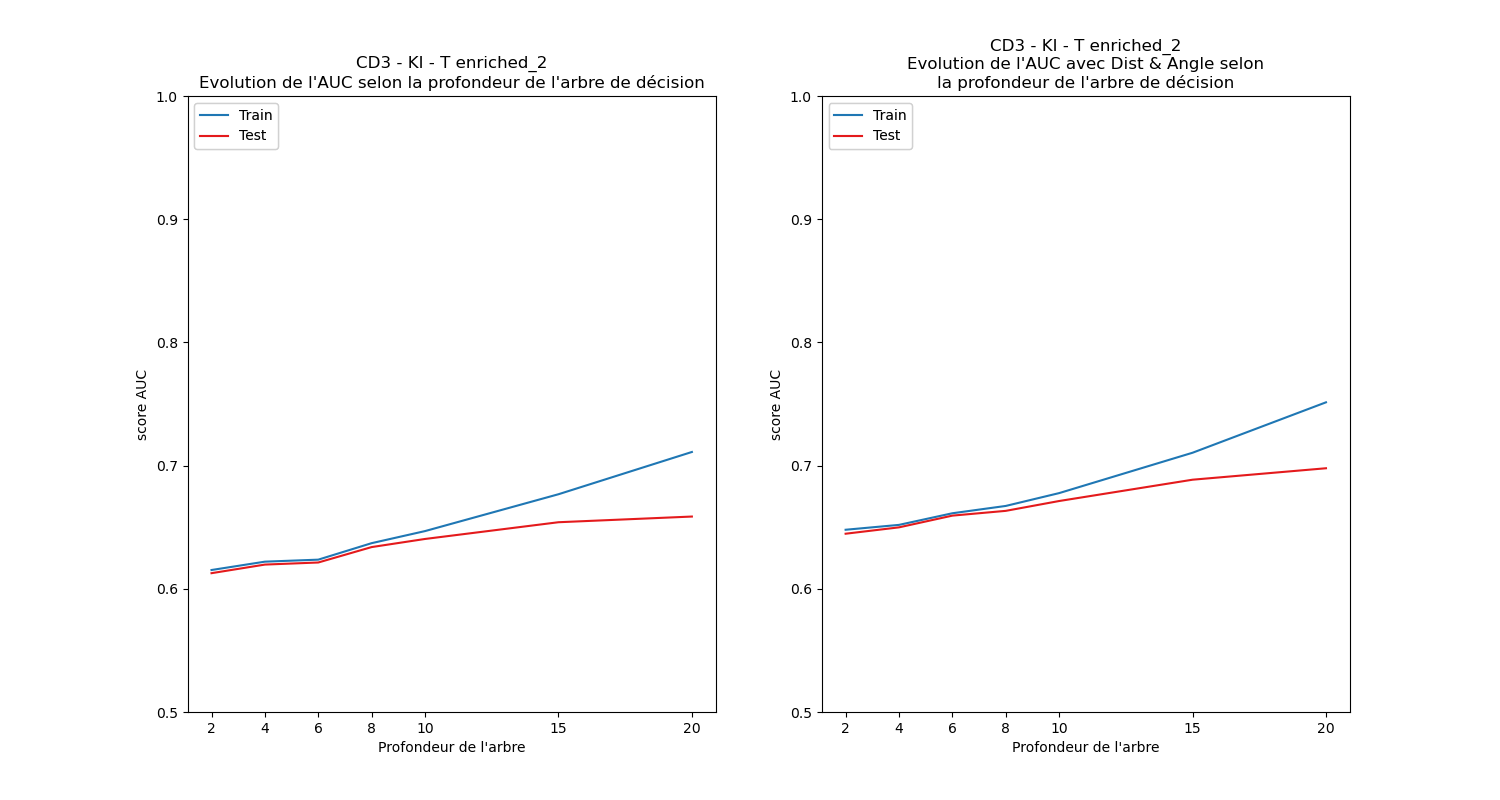 CD3 - KI - T enriched_2
Evolution de l'AUC selon la profondeur de l'arbre de décision
Train
Test
1.0
0.9
0.8
0.7
0.6
0.5
score AUC
2 4 6 8 10 15 20
Profondeur de l'arbre
CD3 - KI - T enriched_2
Evolution de l'AUC avec Dist & Angle selon
la profondeur de l'arbre de décision
Train
Test
1.0
0.9
0.8
0.7
0.6
0.5
score AUC
2 4 6 8 10 15 20
Profondeur de l'arbre